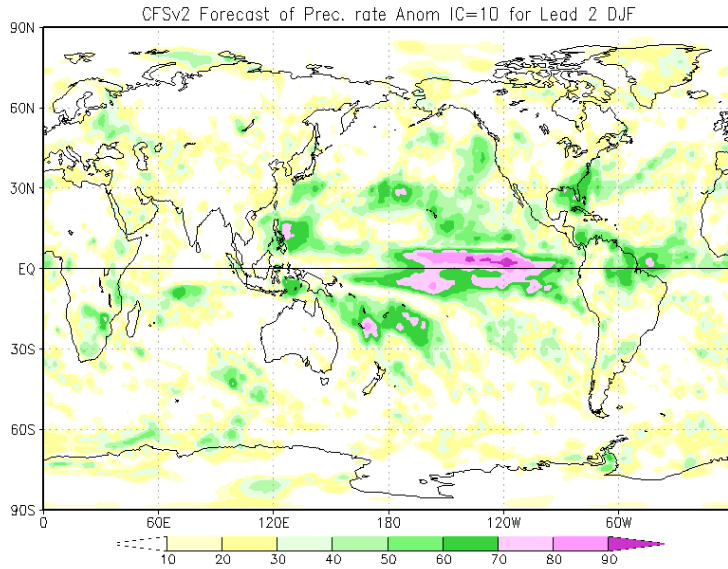 CFSv2 Forecast of Prec. rate Anom IC=10 for Lead 2 DJF
90N
60N
30N
EQ
30S
60S
90S
0 60E 120E 180 120W 60W
10 20 30 40 50 60 70 80 90